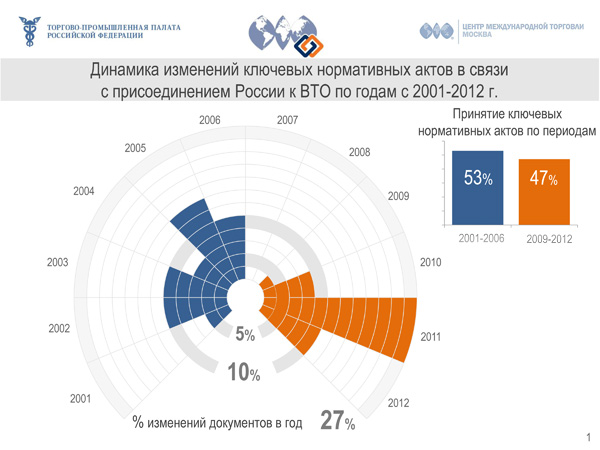 ТОРГОВО-ПРОМЫШЛЕННАЯ ПАЛАТА
РОССИЙСКОЙ ФЕДЕРАЦИИ
ЦЕНТР МЕЖДУНАРОДНОЙ ТОРГОВЛИ
МОСКВА
Динамика изменений ключевых нормативных актов в связи
с присоединением России к ВТО по годам с 2001-2012 г.
Принятие ключевых
нормативных актов по периодам
53%
47%
2001-2006
2009-2012
2006
2007
2005
2008
2004
2009
2003
2010
2002
2011
2001
2012
5%
10%
27%
% изменений документов в год
1